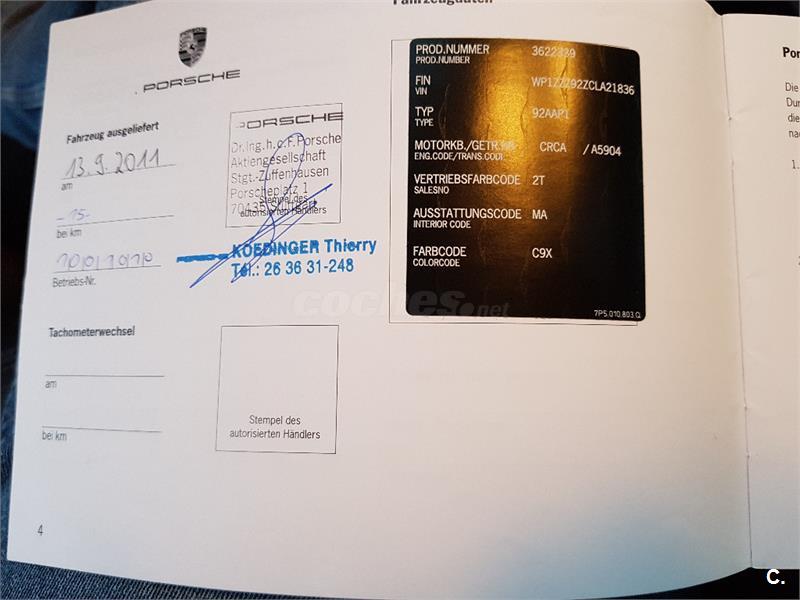 PORSCHE
Fahrzeug ausgeliefert
13.9.2011
am
-15-
bei km
Betriebs-Nr.
PORSCHE
Dr.Ing.h.c.F.Porsche
Aktiengesellschaft
Stgt.-Zuffenhausen
Porscheplatz 1
70435
Stempel des
autorisierten Händlers
KOEDINGER Thierry
Tél.: 26 36 31-248
Tachometerwechsel
am
bei km
Stempel des
autorisierten Händlers
4
Fahrzeugdaten
PROD.NUMMER
PROD.NUMBER
FIN WP1ZZZ92ZCLA21836
VIN
TYP 92AAP1
TYPE
MOTORKB./GETR.KB. CRCA / A5904
ENG.CODE/TRANS.CODE
VERTRIEBSFARBCODE 2T
SALESNO
AUSSTATTUNGSCODE MA
INTERIOR CODE
FARBCODE C9X
COLORCODE
7P5.010.803.Q
coches.net
Die
die
1.
C.